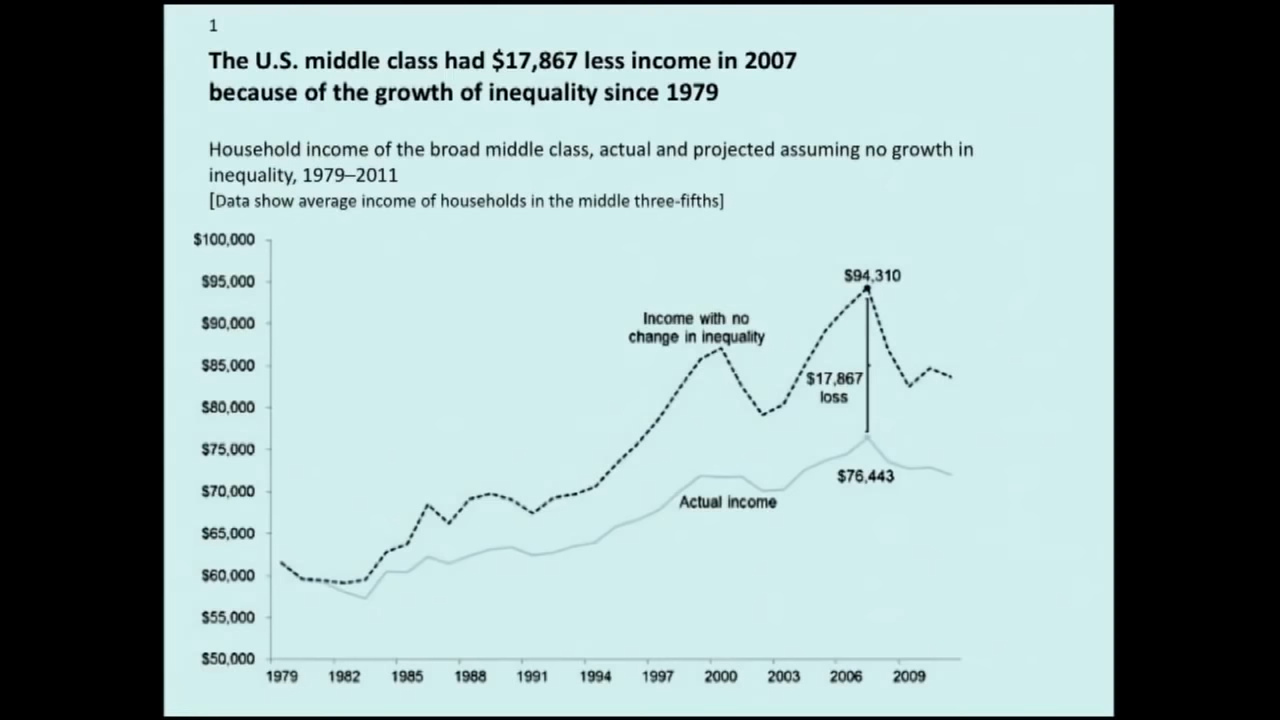 1
The U.S. middle class had $17,867 less income in 2007
because of the growth of inequality since 1979
Household income of the broad middle class, actual and projected assuming no growth in
inequality, 1979–2011
[Data show average income of households in the middle three-fifths]
$100,000
$95,000
$90,000
$85,000
$80,000
$75,000
$70,000
$65,000
$60,000
$55,000
$50,000
$94,310
Income with no
change in inequality
$17,867
loss
$76,443
Actual income
1979 1982 1985 1988 1991 1994 1997 2000 2003 2006 2009